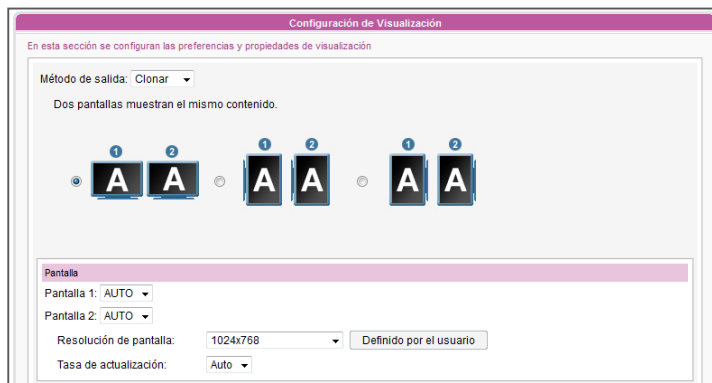 Configuración de Visualización
En esta sección se configuran las preferencias y propiedades de visualización
Método de salida: Clonar
Dos pantallas muestran el mismo contenido.
1 2 1 2 1 2
A A A A A A
Pantalla
Pantalla 1: AUTO
Pantalla 2: AUTO
Resolución de pantalla: 1024x768 Definido por el usuario
Tasa de actualización: Auto